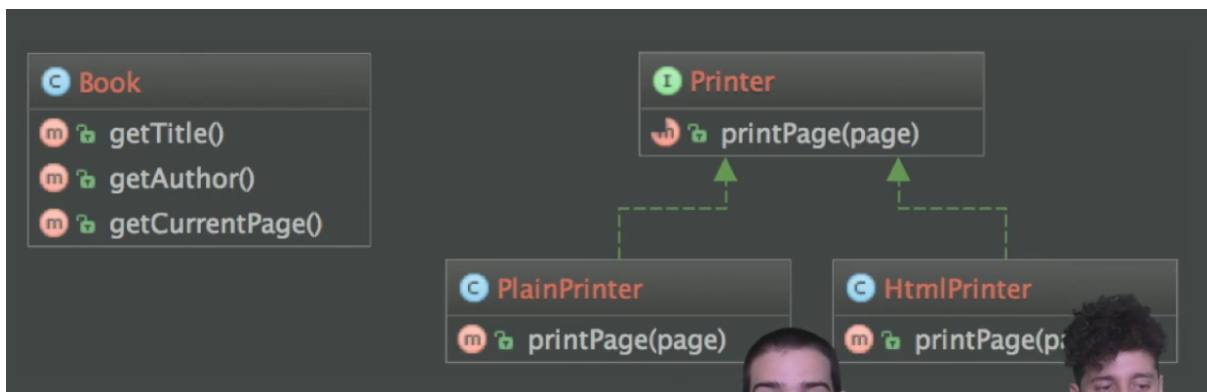 C Book
m getTitle()
m getAuthor()
m getCurrentPage()
I Printer
m printPage(page)
C PlainPrinter
m printPage(page)
C HtmlPrinter
m